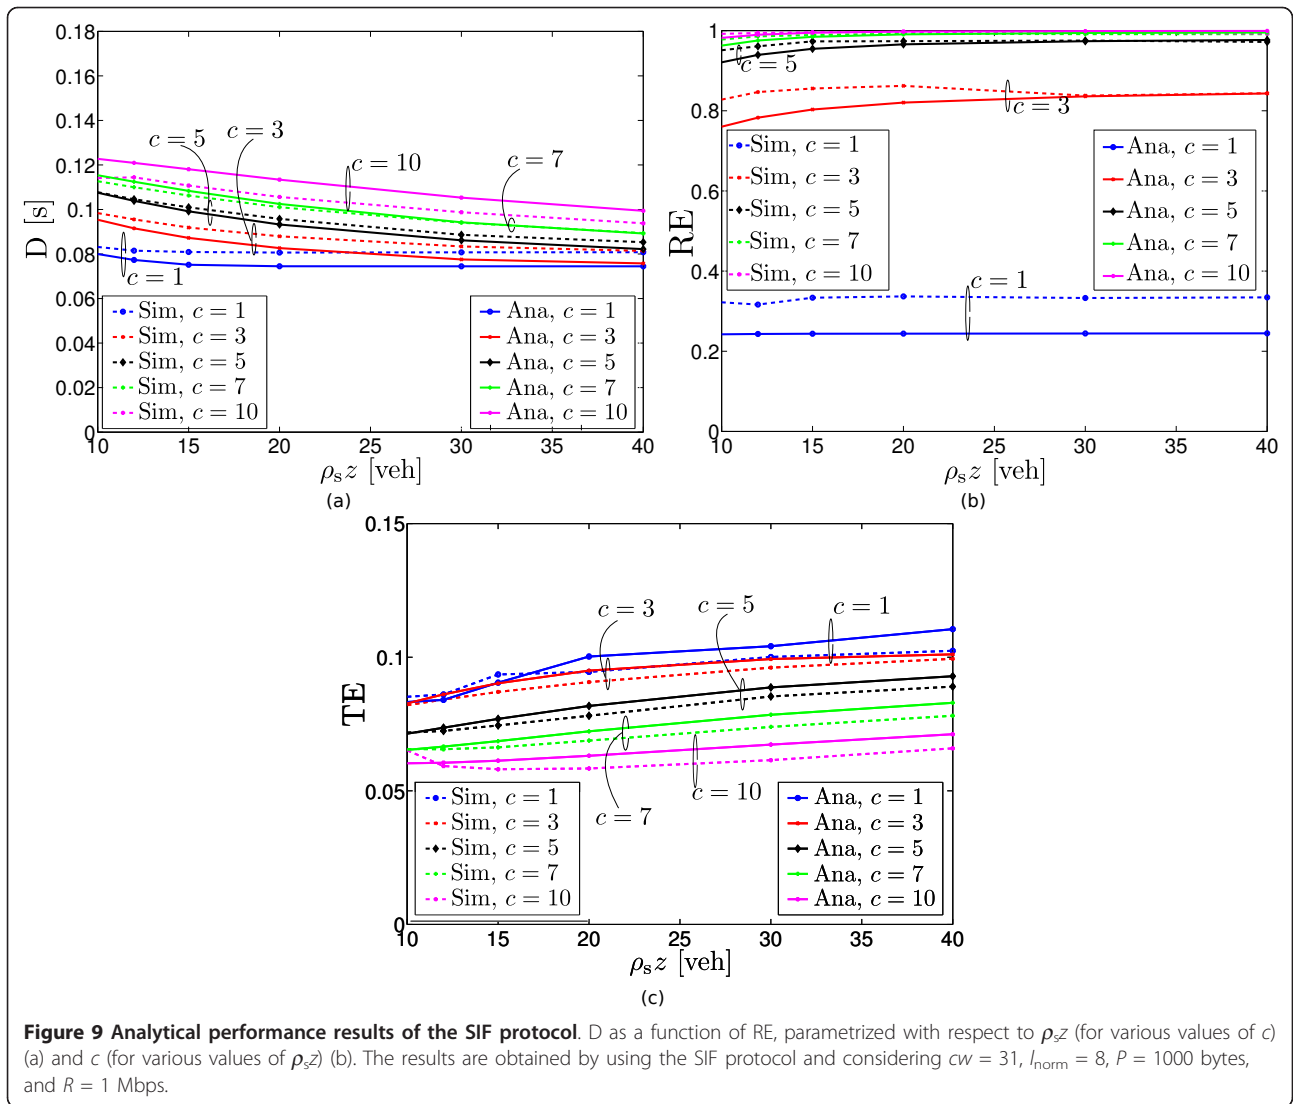 0.18
0.16
0.14
0.12
0.1
0.08
0.06
0.04
0.02
0
D [s]
c = 5
c = 3
c = 10
c = 7
c = 1
Sim, c = 1
Sim, c = 3
Sim, c = 5
Sim, c = 7
Sim, c = 10
Ana, c = 1
Ana, c = 3
Ana, c = 5
Ana, c = 7
Ana, c = 10
10 15 20 25 30 35 40
ρₛz [veh]
(a)
1
0.8
0.6
0.4
0.2
0
RE
c = 5
c = 3
c = 1
Sim, c = 1
Sim, c = 3
Sim, c = 5
Sim, c = 7
Sim, c = 10
Ana, c = 1
Ana, c = 3
Ana, c = 5
Ana, c = 7
Ana, c = 10
10 15 20 25 30 35 40
ρₛz [veh]
(b)
0.15
0.1
0.05
0
TE
c = 3
c = 5
c = 1
c = 7
c = 10
Sim, c = 1
Sim, c = 3
Sim, c = 5
Sim, c = 7
Sim, c = 10
Ana, c = 1
Ana, c = 3
Ana, c = 5
Ana, c = 7
Ana, c = 10
10 15 20 25 30 35 40
ρₛz [veh]
(c)
Figure 9 Analytical performance results of the SIF protocol. D as a function of RE, parametrized with respect to ρₛz (for various values of c)
(a) and c (for various values of ρₛz) (b). The results are obtained by using the SIF protocol and considering cw = 31, lnorm = 8, P = 1000 bytes,
and R = 1 Mbps.